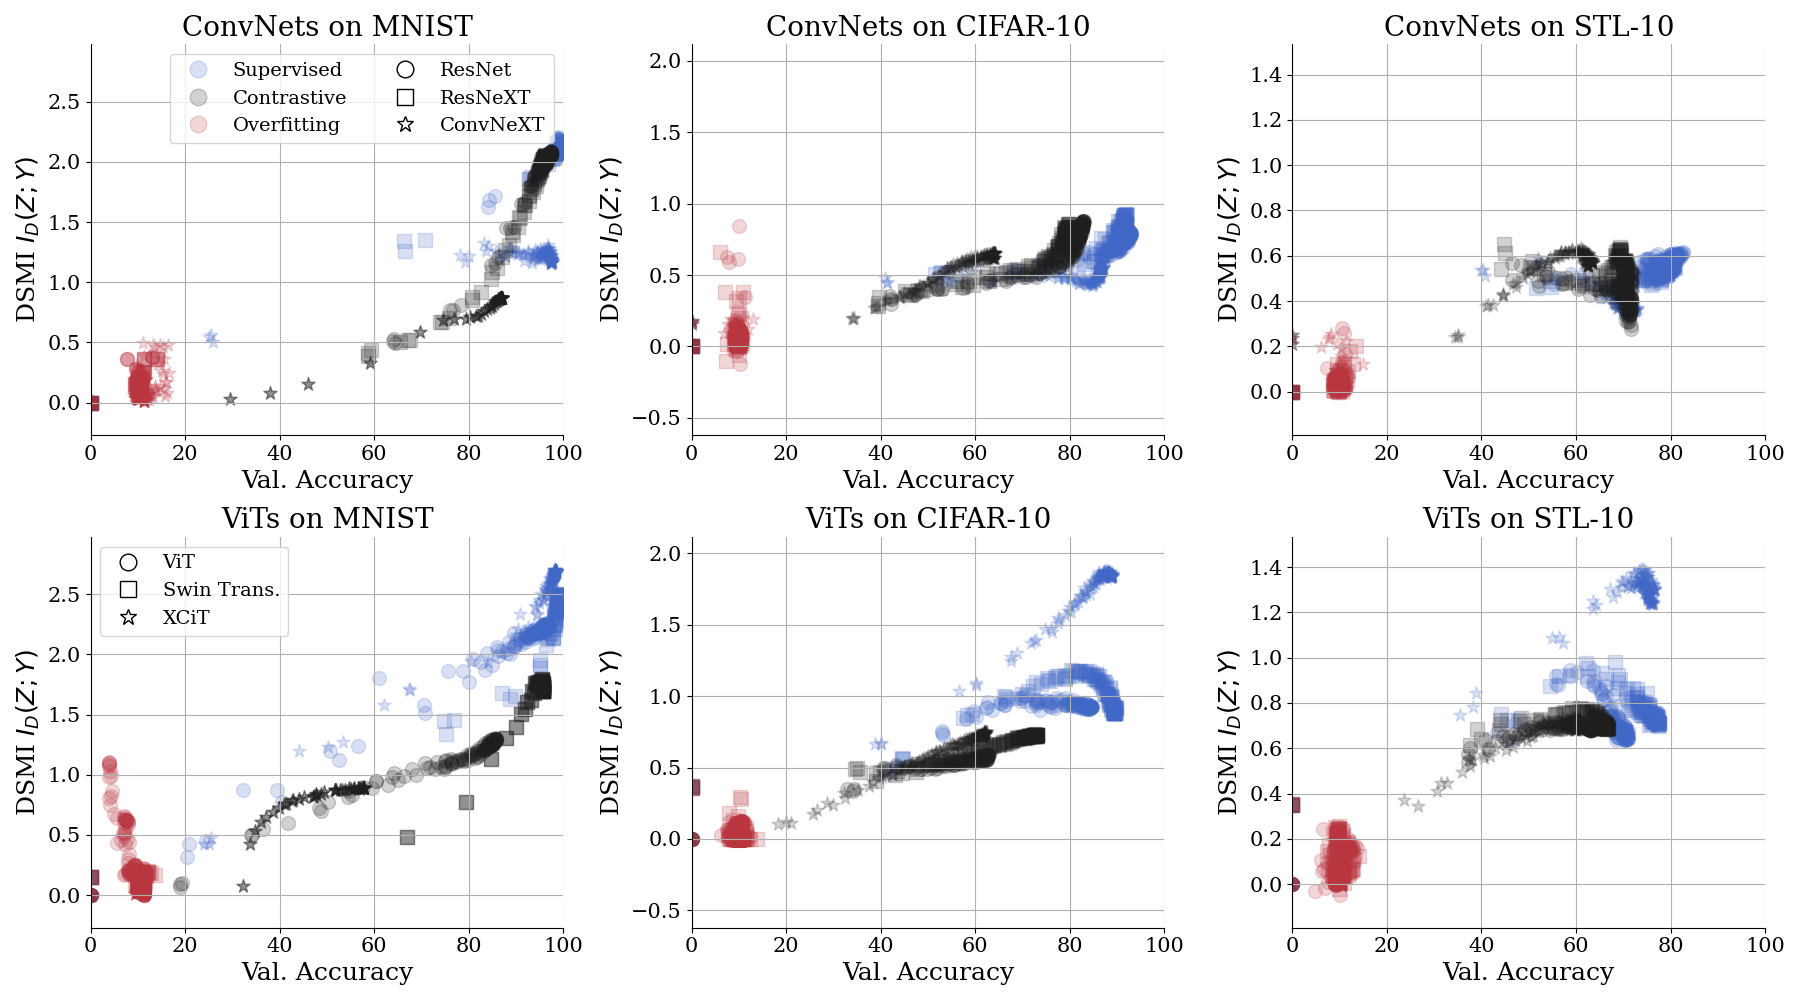 ConvNets on MNIST
ConvNets on CIFAR-10
ConvNets on STL-10
Supervised
Contrastive
Overfitting
ResNet
ResNeXT
ConvNeXT
DSMI I_D(Z; Y)
2.5
2.0
1.5
1.0
0.5
0.0
0 20 40 60 80 100
Val. Accuracy
DSMI I_D(Z; Y)
2.0
1.5
1.0
0.5
0.0
−0.5
0 20 40 60 80 100
Val. Accuracy
DSMI I_D(Z; Y)
1.4
1.2
1.0
0.8
0.6
0.4
0.2
0.0
0 20 40 60 80 100
Val. Accuracy
ViTs on MNIST
ViTs on CIFAR-10
ViTs on STL-10
ViT
Swin Trans.
XCiT
DSMI I_D(Z; Y)
2.5
2.0
1.5
1.0
0.5
0.0
0 20 40 60 80 100
Val. Accuracy
DSMI I_D(Z; Y)
2.0
1.5
1.0
0.5
0.0
−0.5
0 20 40 60 80 100
Val. Accuracy
DSMI I_D(Z; Y)
1.4
1.2
1.0
0.8
0.6
0.4
0.2
0.0
0 20 40 60 80 100
Val. Accuracy